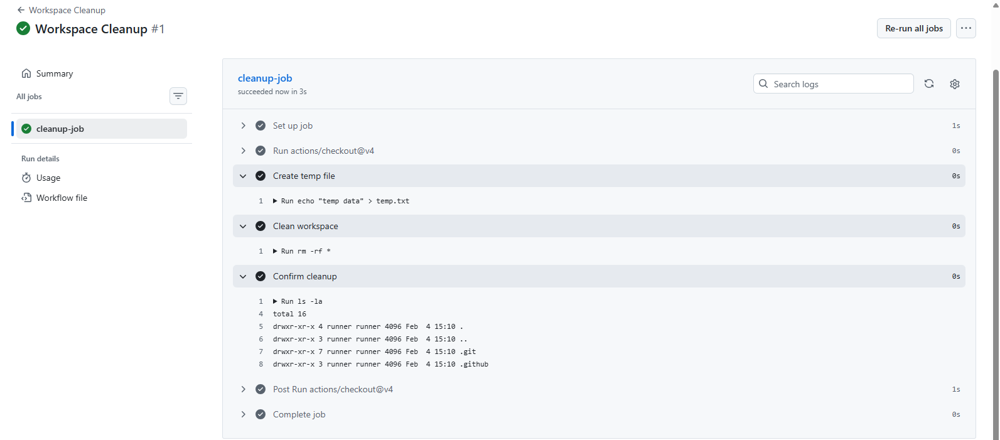 Workspace Cleanup
Workspace Cleanup #1
Re-run all jobs
Summary
All jobs
cleanup-job
Run details
Usage
Workflow file
cleanup-job
succeeded now in 3s
Search logs
Set up job 1s
Run actions/checkout@v4 0s
Create temp file 0s
1 Run echo "temp data" > temp.txt
Clean workspace 0s
1 Run rm -rf *
Confirm cleanup 0s
1 Run ls -la
4 total 16
5 drwxr-xr-x 4 runner runner 4096 Feb  4 15:10 .
6 drwxr-xr-x 3 runner runner 4096 Feb  4 15:10 ..
7 drwxr-xr-x 7 runner runner 4096 Feb  4 15:10 .git
8 drwxr-xr-x 3 runner runner 4096 Feb  4 15:10 .github
Post Run actions/checkout@v4 1s
Complete job 0s